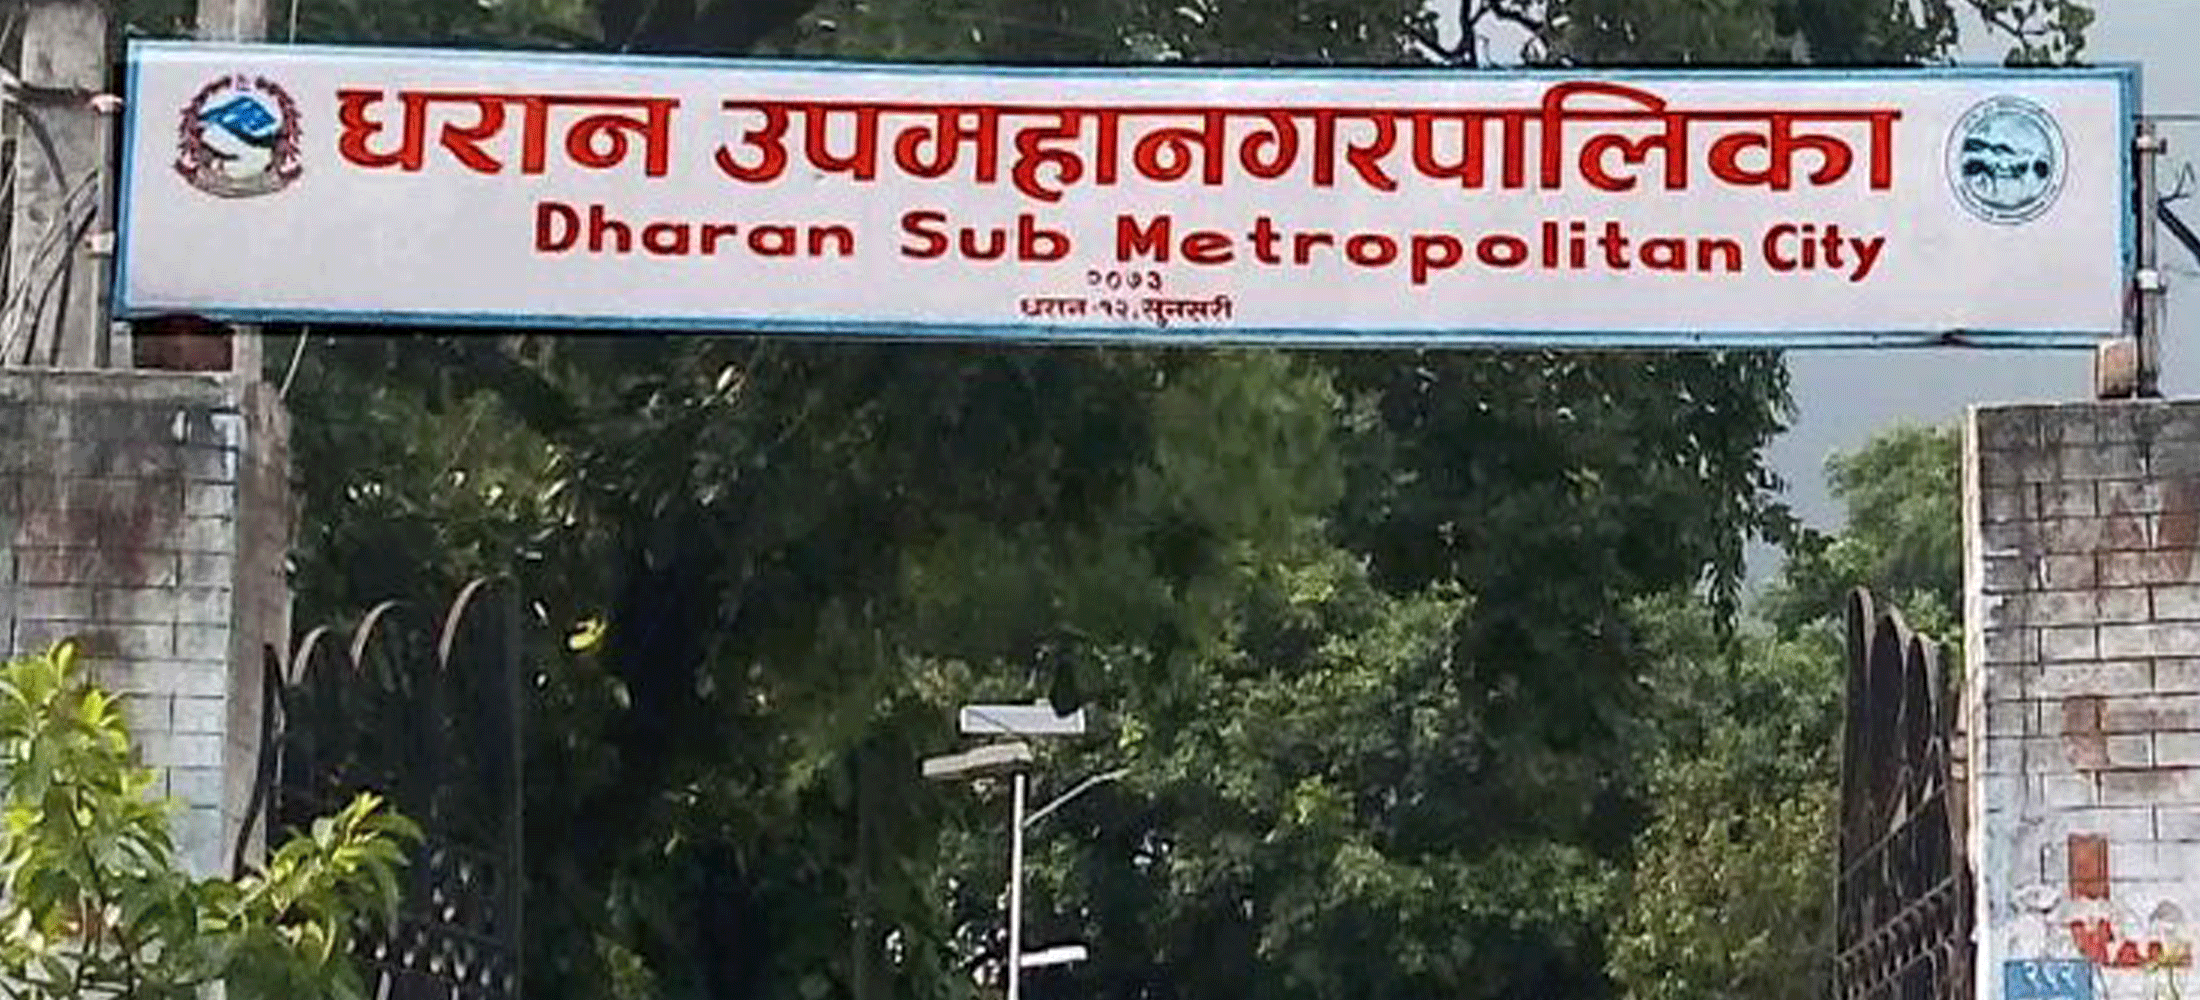 धरान उपमहानगरपालिका
Dharan Sub Metropolitan City
२०७३
धरान-१२, सुनसरी